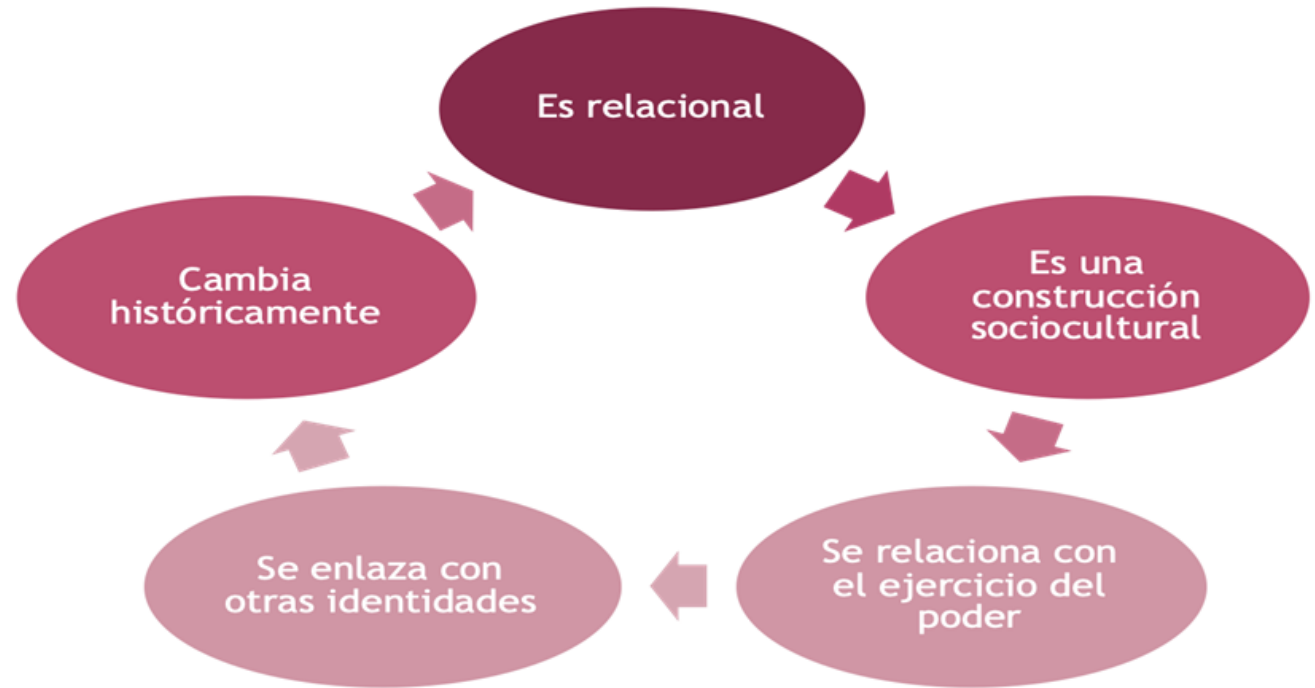 Es relacional
Es una
construcción
sociocultural
Se relaciona con
el ejercicio del
poder
Se enlaza con
otras identidades
Cambia
históricamente